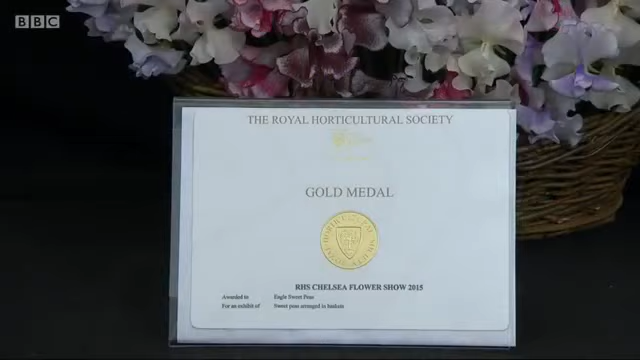 BBC
THE ROYAL HORTICULTURAL SOCIETY
GOLD MEDAL
RHS CHELSEA FLOWER SHOW 2015
Awarded to Eagle Sweet Peas
For an exhibit of Sweet peas arranged in baskets